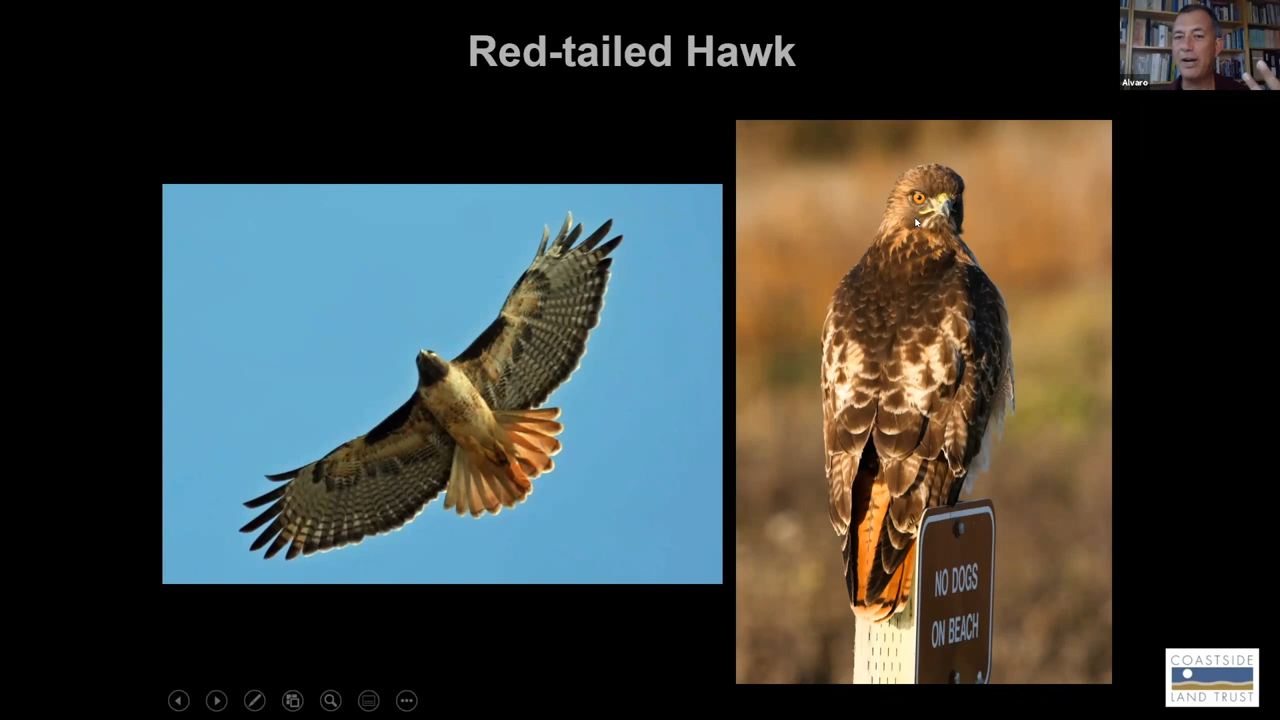 Red-tailed Hawk
Alvaro
NO DOGS
ON BEACH
COASTSIDE
LAND TRUST